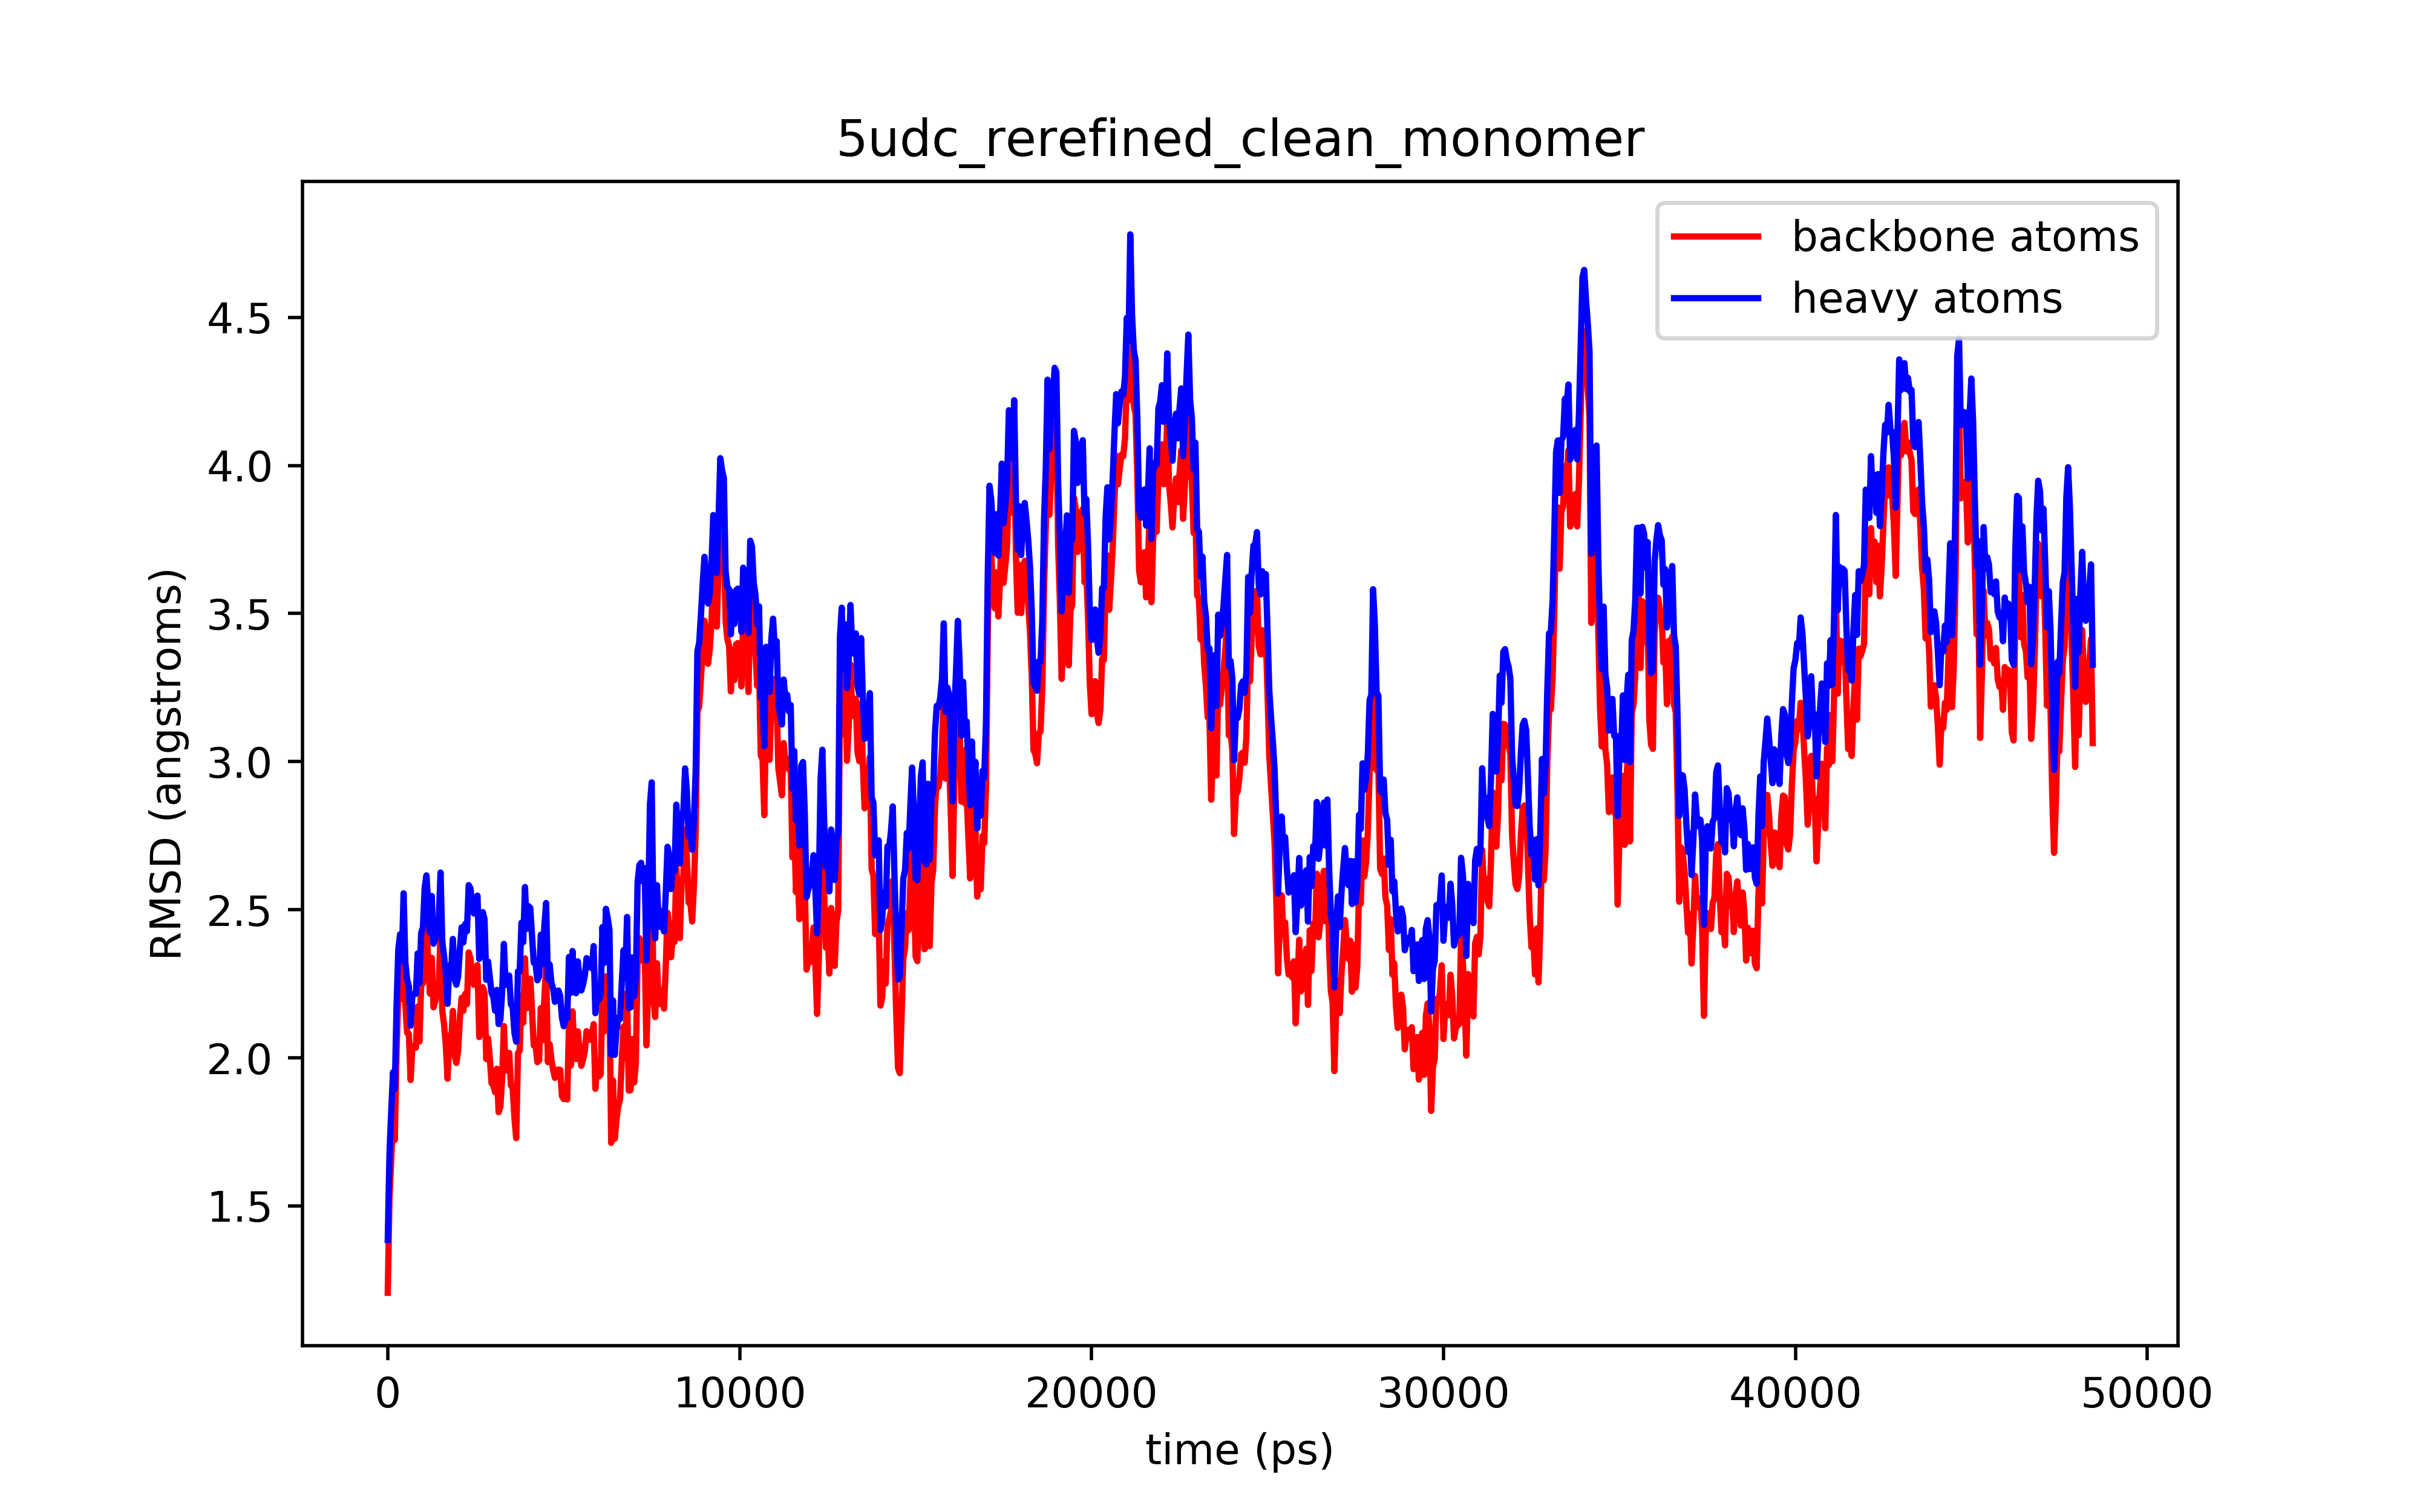 5udc_rerefined_clean_monomer
backbone atoms
heavy atoms
RMSD (angstroms)
4.5
4.0
3.5
3.0
2.5
2.0
1.5
0 10000 20000 30000 40000 50000
time (ps)